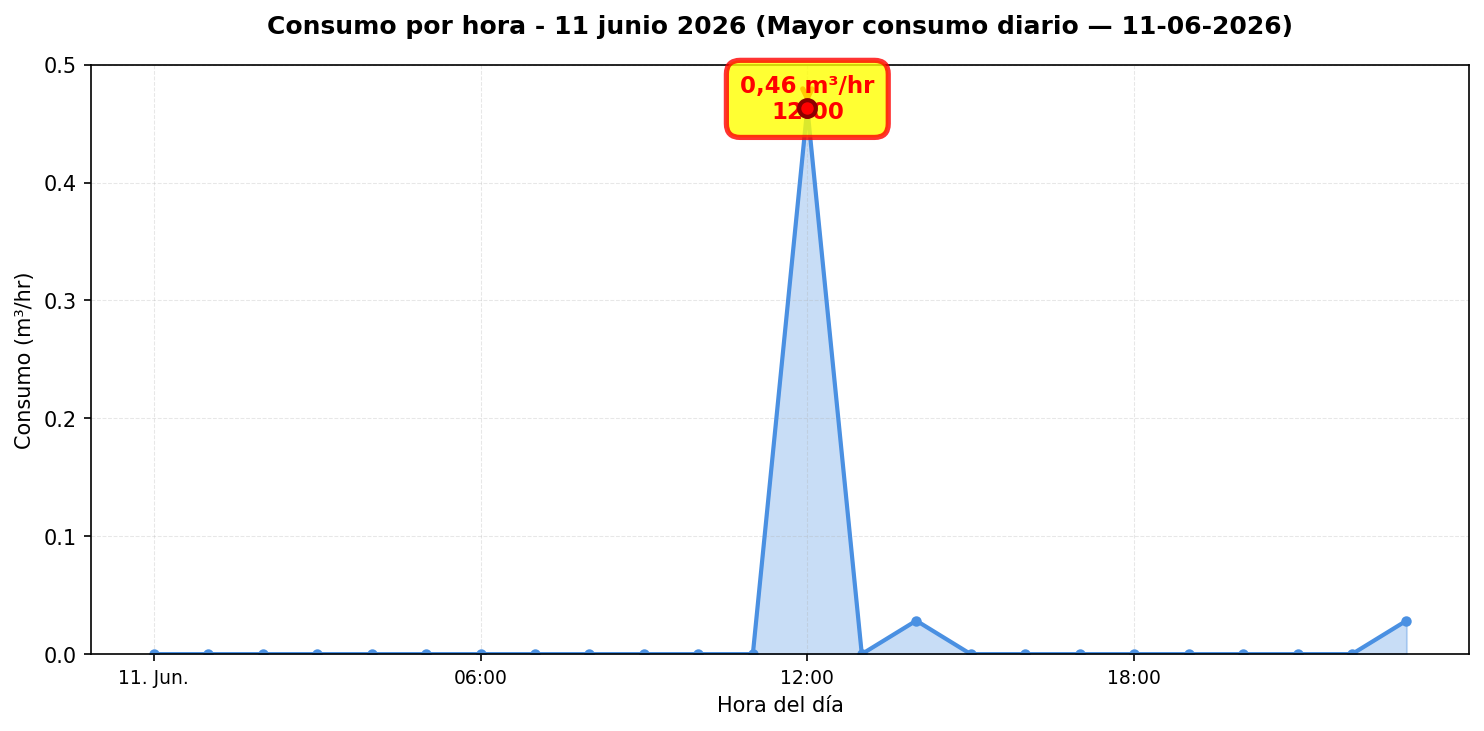 Consumo por hora - 11 junio 2026 (Mayor consumo diario — 11-06-2026)
0,46 m³/hr
12:00
Consumo (m³/hr)
0.5
0.4
0.3
0.2
0.1
0.0
11. Jun.
06:00
12:00
18:00
Hora del día